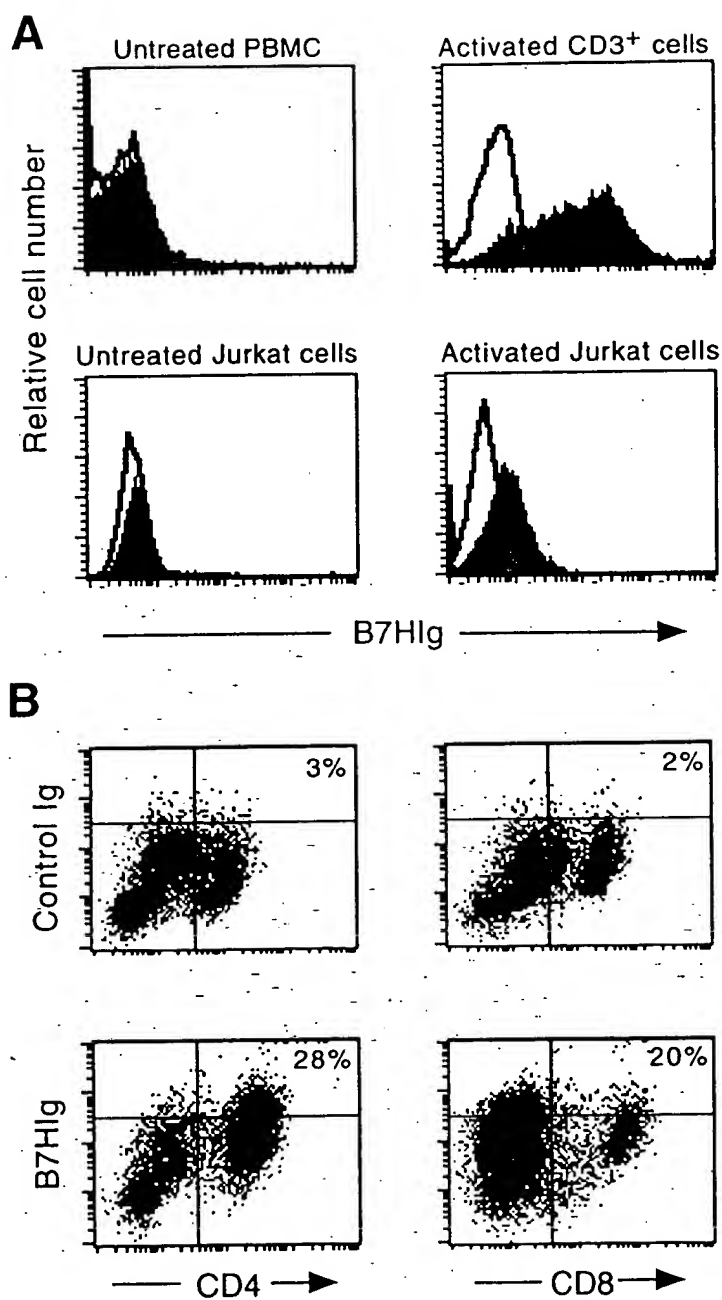 A
Untreated PBMC
Activated CD3+ cells
Relative cell number
Untreated Jurkat cells
Activated Jurkat cells
B7HIg
B
Control Ig
3%
2%
B7HIg
28%
20%
CD4
CD8